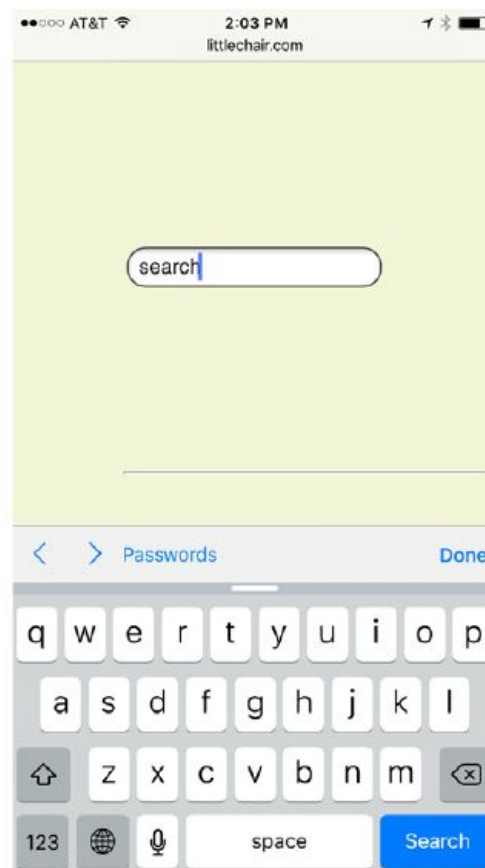 AT&T 2:03 PM
littlechair.com
search
Passwords Done
q w e r t y u i o p
a s d f g h j k l
z x c v b n m
123 space Search